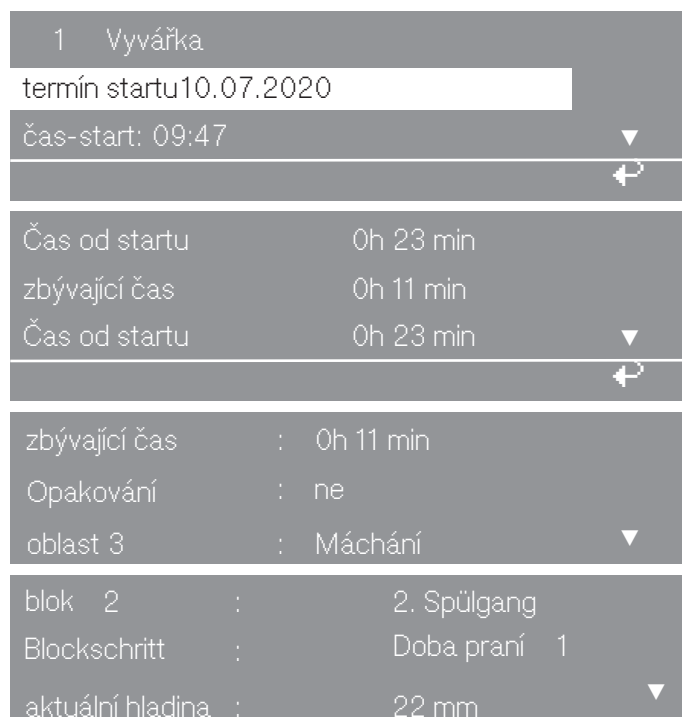 1 Vyvářka
termín startu10.07.2020
čas-start: 09:47
Čas od startu 0h 23 min
zbývající čas 0h 11 min
Čas od startu 0h 23 min
zbývající čas : 0h 11 min
Opakování : ne
oblast 3 : Máchání
blok 2 : 2. Spülgang
Blockschritt : Doba praní 1
aktuální hladina : 22 mm